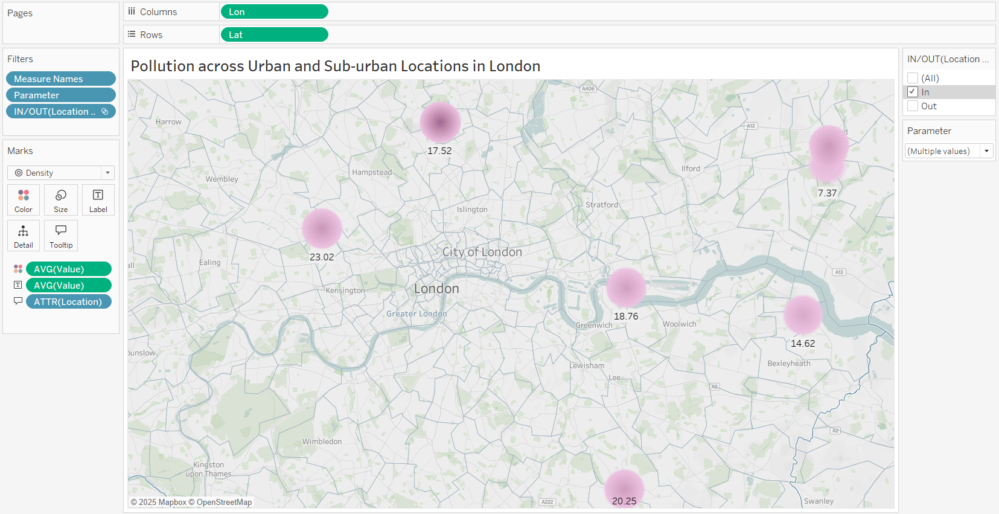 Pages
Columns
Lon
Rows
Lat
Filters
Measure Names
Parameter
IN/OUT(Location ..
Marks
Density
Color
Size
Label
Detail
Tooltip
AVG(Value)
AVG(Value)
ATTR(Location)
Pollution across Urban and Sub-urban Locations in London
A406
Harrow
A12
17.52
Hampstead
Ilford
Wembley
7.37
Stratford
Islington
City of London
23.02
Ealing
A13
London
Kensington
Greater London
18.76
Greenwich
Woolwich
14.62
Lewisham
Bexleyheath
Lee
A2
A2
Wimbledon
Kingston
upon Thames
20.25
A222
Swanley
© 2025 Mapbox © OpenStreetMap
IN/OUT(Location ...
(All)
In
Out
Parameter
(Multiple values)